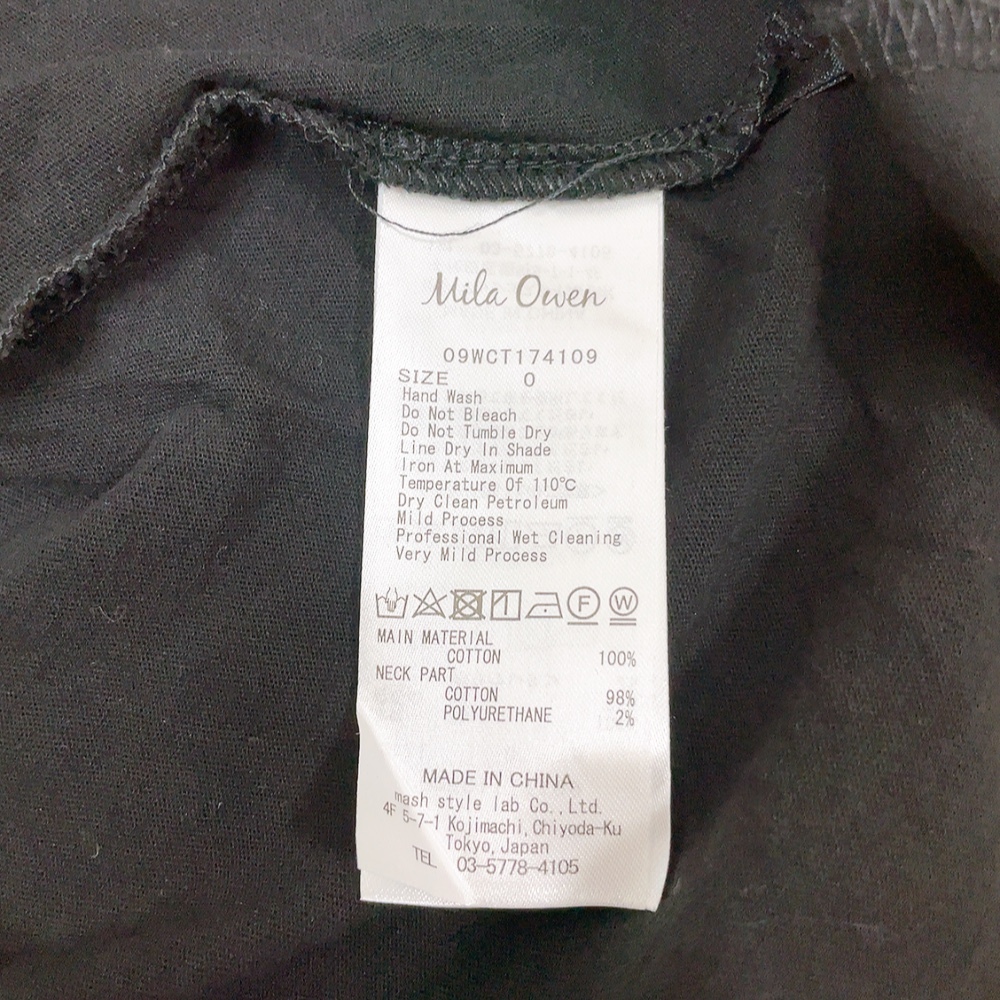 Mila Owen
09WCT174109
SIZE 0
Hand Wash
Do Not Bleach
Do Not Tumble Dry
Line Dry In Shade
Iron At Maximum
Temperature Of 110℃
Dry Clean Petroleum
Mild Process
Professional Wet Cleaning
Very Mild Process
F W
MAIN MATERIAL
COTTON 100%
NECK PART
COTTON 98%
POLYURETHANE 2%
MADE IN CHINA
mash style lab Co.,Ltd.
4F 5-7-1 Kojimachi,Chiyoda-Ku
Tokyo,Japan
TEL 03-5778-4105